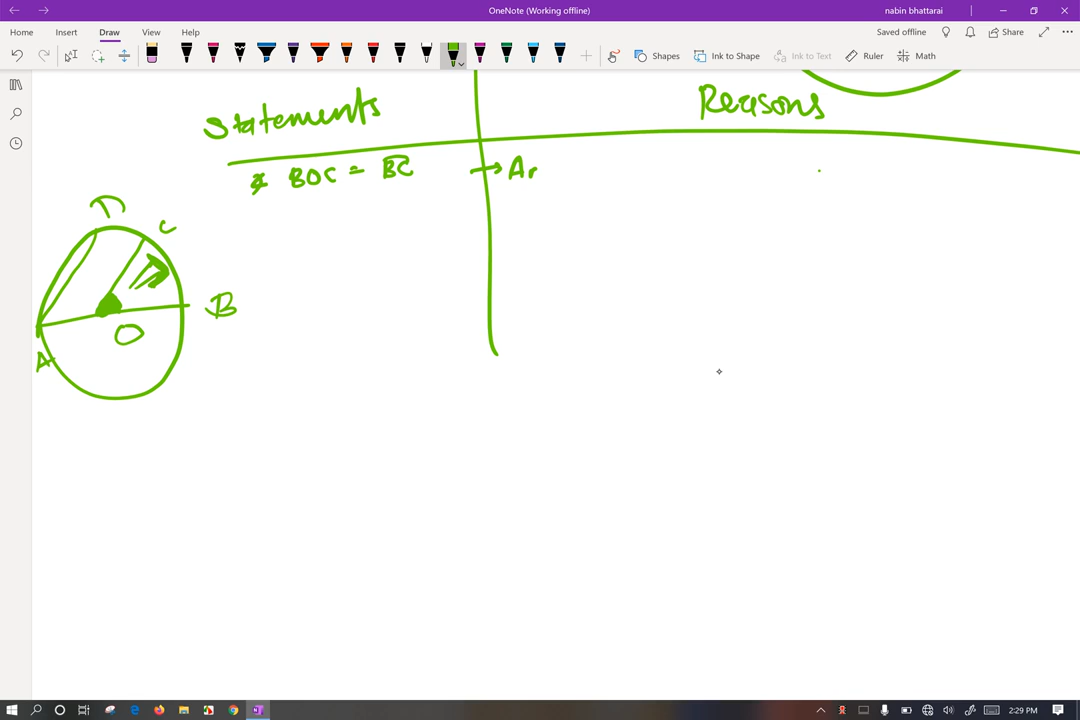 OneNote (Working offline)
nabin bhattarai
Home Insert Draw View Help
Saved offline
Share
Shapes
Ink to Shape
Ink to Text
Ruler
Math
Statements
Reasons
∡ BOC = B͡C → Ar
D
C
B
O
A
2:29 PM